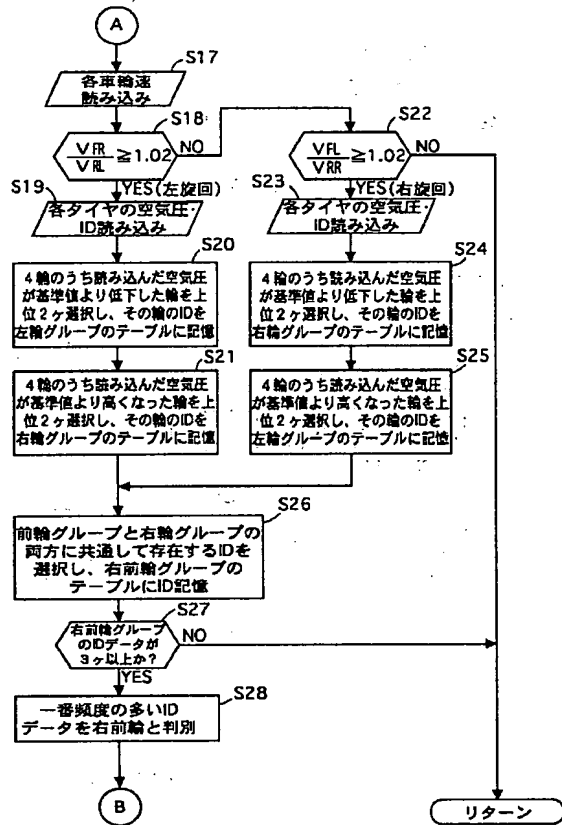 A
S17
各車輪速
読み込み
S18
VFR
VRL
≧1.02
NO
YES(左旋回)
S22
VFL
VRR
≧1.02
NO
YES(右旋回)
S19
各タイヤの空気圧・
ID読み込み
S23
各タイヤの空気圧・
ID読み込み
S20
4輪のうち読み込んだ空気圧
が基準値より低下した輪を上
位2ヶ選択し、その輪のIDを
左輪グループのテーブルに記憶
S24
4輪のうち読み込んだ空気圧
が基準値より低下した輪を上
位2ヶ選択し、その輪のIDを
右輪グループのテーブルに記憶
S21
4輪のうち読み込んだ空気圧
が基準値より高くなった輪を上
位2ヶ選択し、その輪のIDを
右輪グループのテーブルに記憶
S25
4輪のうち読み込んだ空気圧
が基準値より高くなった輪を上
位2ヶ選択し、その輪のIDを
左輪グループのテーブルに記憶
S26
前輪グループと右輪グループの
両方に共通して存在するIDを
選択し、右前輪グループの
テーブルにID記憶
S27
右前輪グループ
のIDデータが
3ヶ以上か?
NO
YES
S28
一番頻度の多いID
データを右前輪と判別
B
リターン